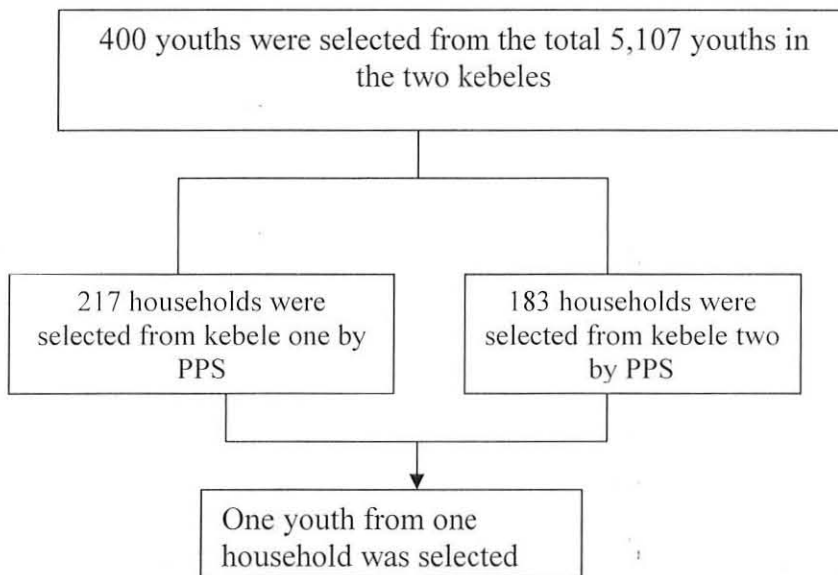 400 youths were selected from the total 5,107 youths in
the two kebeles
217 households were
selected from kebele one by
PPS
183 households were
selected from kebele two
by PPS
One youth from one
household was selected